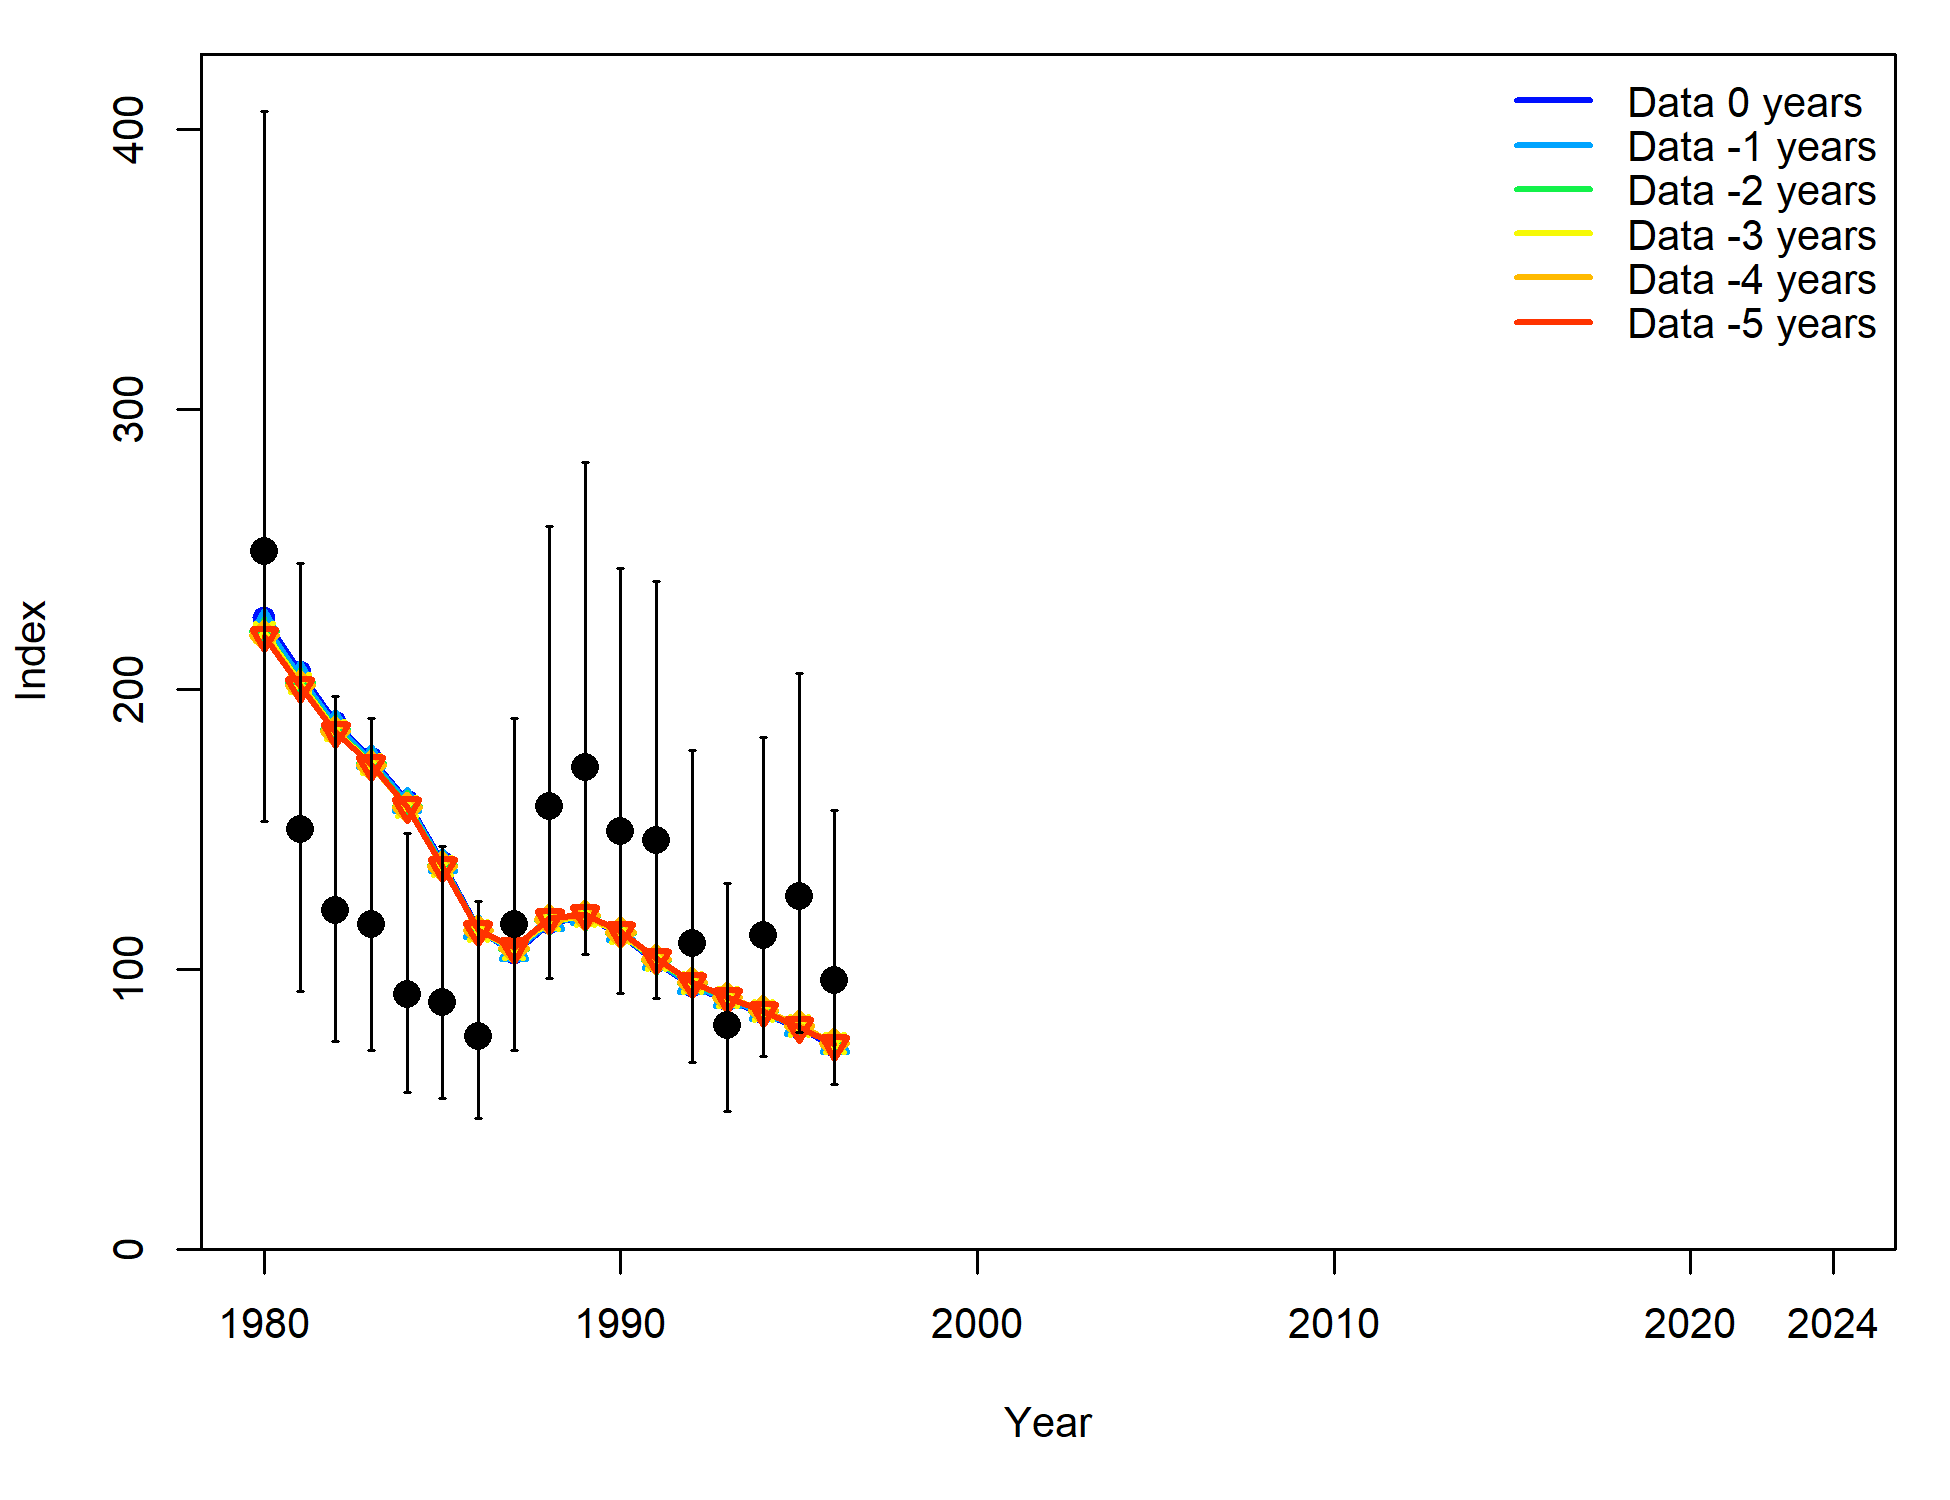 Data 0 years
Data -1 years
Data -2 years
Data -3 years
Data -4 years
Data -5 years
400
300
200
100
0
Index
1980 1990 2000 2010 2020 2024
Year